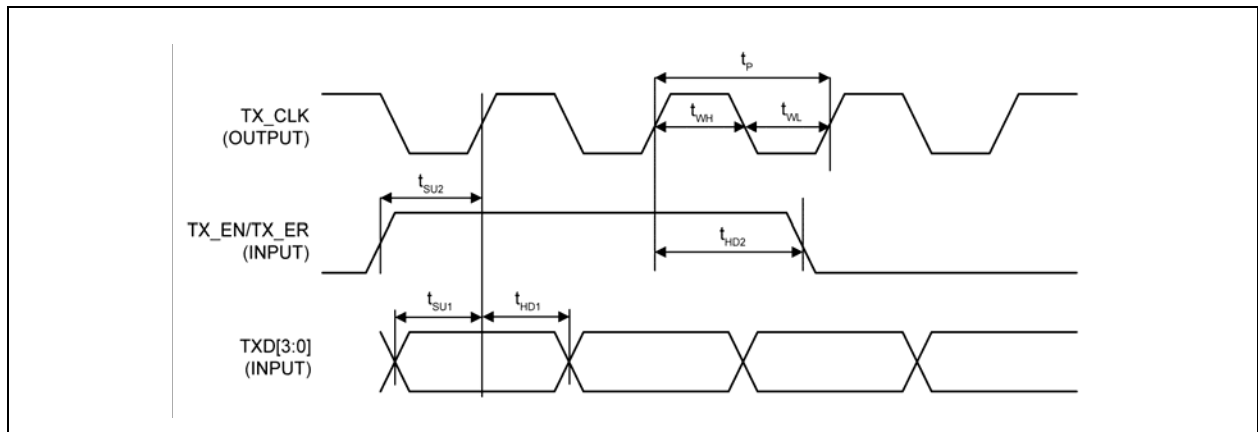 t_P
TX_CLK
(OUTPUT)
t_WH
t_WL
t_SU2
TX_EN/TX_ER
(INPUT)
t_HD2
t_SU1
t_HD1
TXD[3:0]
(INPUT)